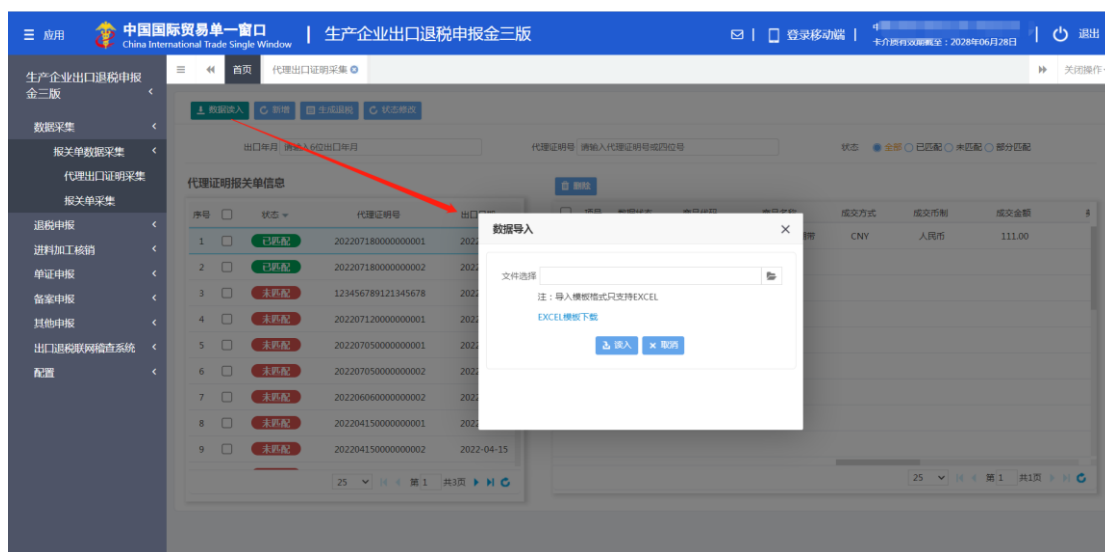 应用
中国国际贸易单一窗口
China International Trade Single Window
生产企业出口退税申报金三版
登录移动端
卡介质有效期截至：2028年06月28日
退出
生产企业出口退税申报
金三版
数据采集
报关单数据采集
代理出口证明采集
报关单采集
退税申报
进料加工核销
单证申报
备案申报
其他申报
出口退税联网稽查系统
配置
首页
代理出口证明采集
关闭操作
数据读入 新增 生成退税 状态修改
出口年月 请输入6位出口年月
代理证明号 请输入代理证明号或四位号
状态 全部 已匹配 未匹配 部分匹配
代理证明报关单信息
删除
序号 状态 代理证明号
成交方式 成交币制 成交金额
1 已匹配 202207180000000001
CNY 人民币 111.00
2 已匹配 202207180000000002
3 未匹配 123456789121345678
4 未匹配 202207120000000001
5 未匹配 202207050000000001
6 未匹配 202207050000000002
7 未匹配 202206060000000002
8 未匹配 202204150000000001
9 未匹配 202204150000000002 2022-04-15
25 第 1 共3页
25 第 1 共1页
数据导入
文件选择
注：导入模板格式只支持EXCEL
EXCEL模板下载
读入 取消